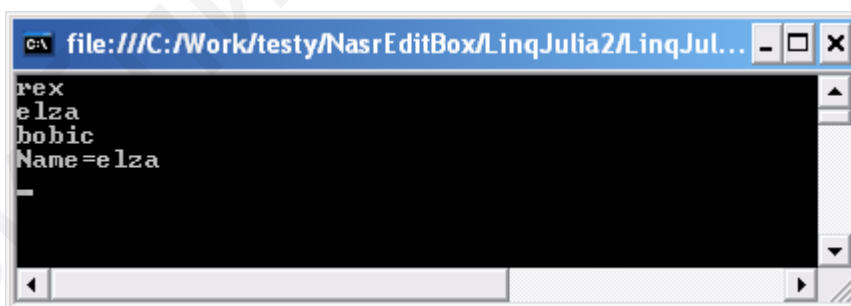 file:///C:/Work/testy/NasrEditBox/LinqJulia2/LinqJul...
rex
elza
bobic
Name=elza